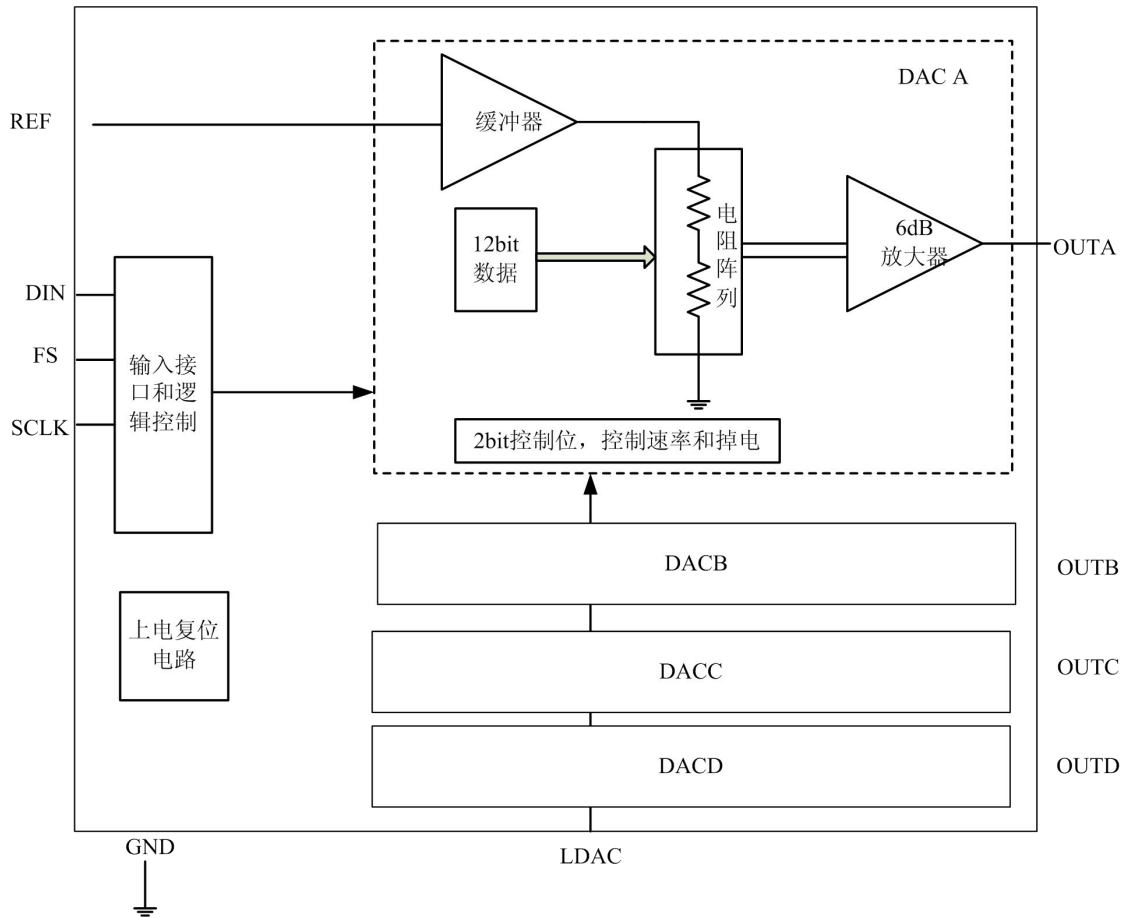 DAC A
REF
缓冲器
12bit
数据
电
阻
阵
列
6dB
放大器
OUTA
DIN
FS
SCLK
输入接
口和逻
辑控制
2bit控制位，控制速率和掉电
DACB
OUTB
上电复位
电路
DACC
OUTC
DACD
OUTD
GND
LDAC